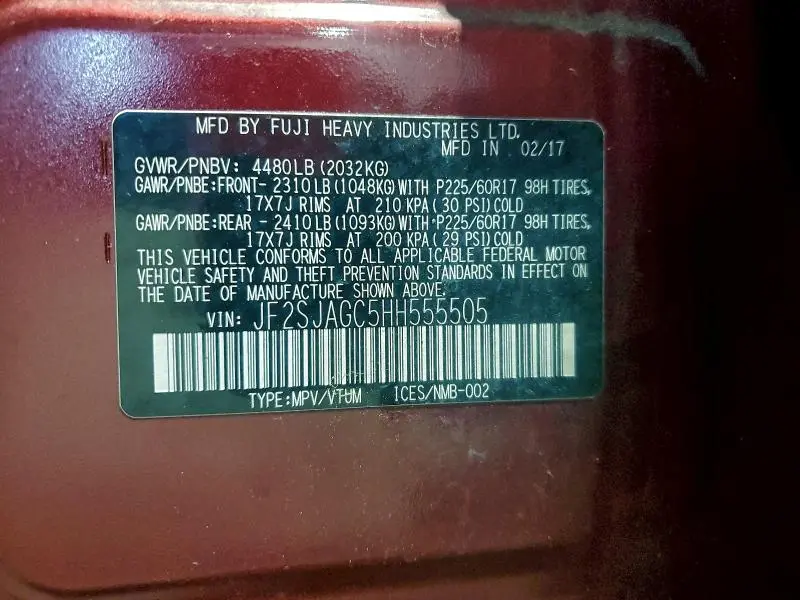 MFD BY FUJI HEAVY INDUSTRIES LTD.
MFD IN 02/17
GVWR/PNBV: 4480LB(2032KG)
GAWR/PNBE:FRONT- 2310LB(1048KG)WITH P225/60R17 98H TIRES,
17X7J RIMS AT 210 KPA(30 PSI)COLD
GAWR/PNBE:REAR - 2410LB(1093KG)WITH P225/60R17 98H TIRES,
17X7J RIMS AT 200 KPA(29 PSI)COLD
THIS VEHICLE CONFORMS TO ALL APPLICABLE FEDERAL MOTOR
VEHICLE SAFETY AND THEFT PREVENTION STANDARDS IN EFFECT ON
THE DATE OF MANUFACTURE SHOWN ABOVE.
VIN: JF2SJAGC5HH555505
TYPE:MPV/VTUM ICES/NMB-002